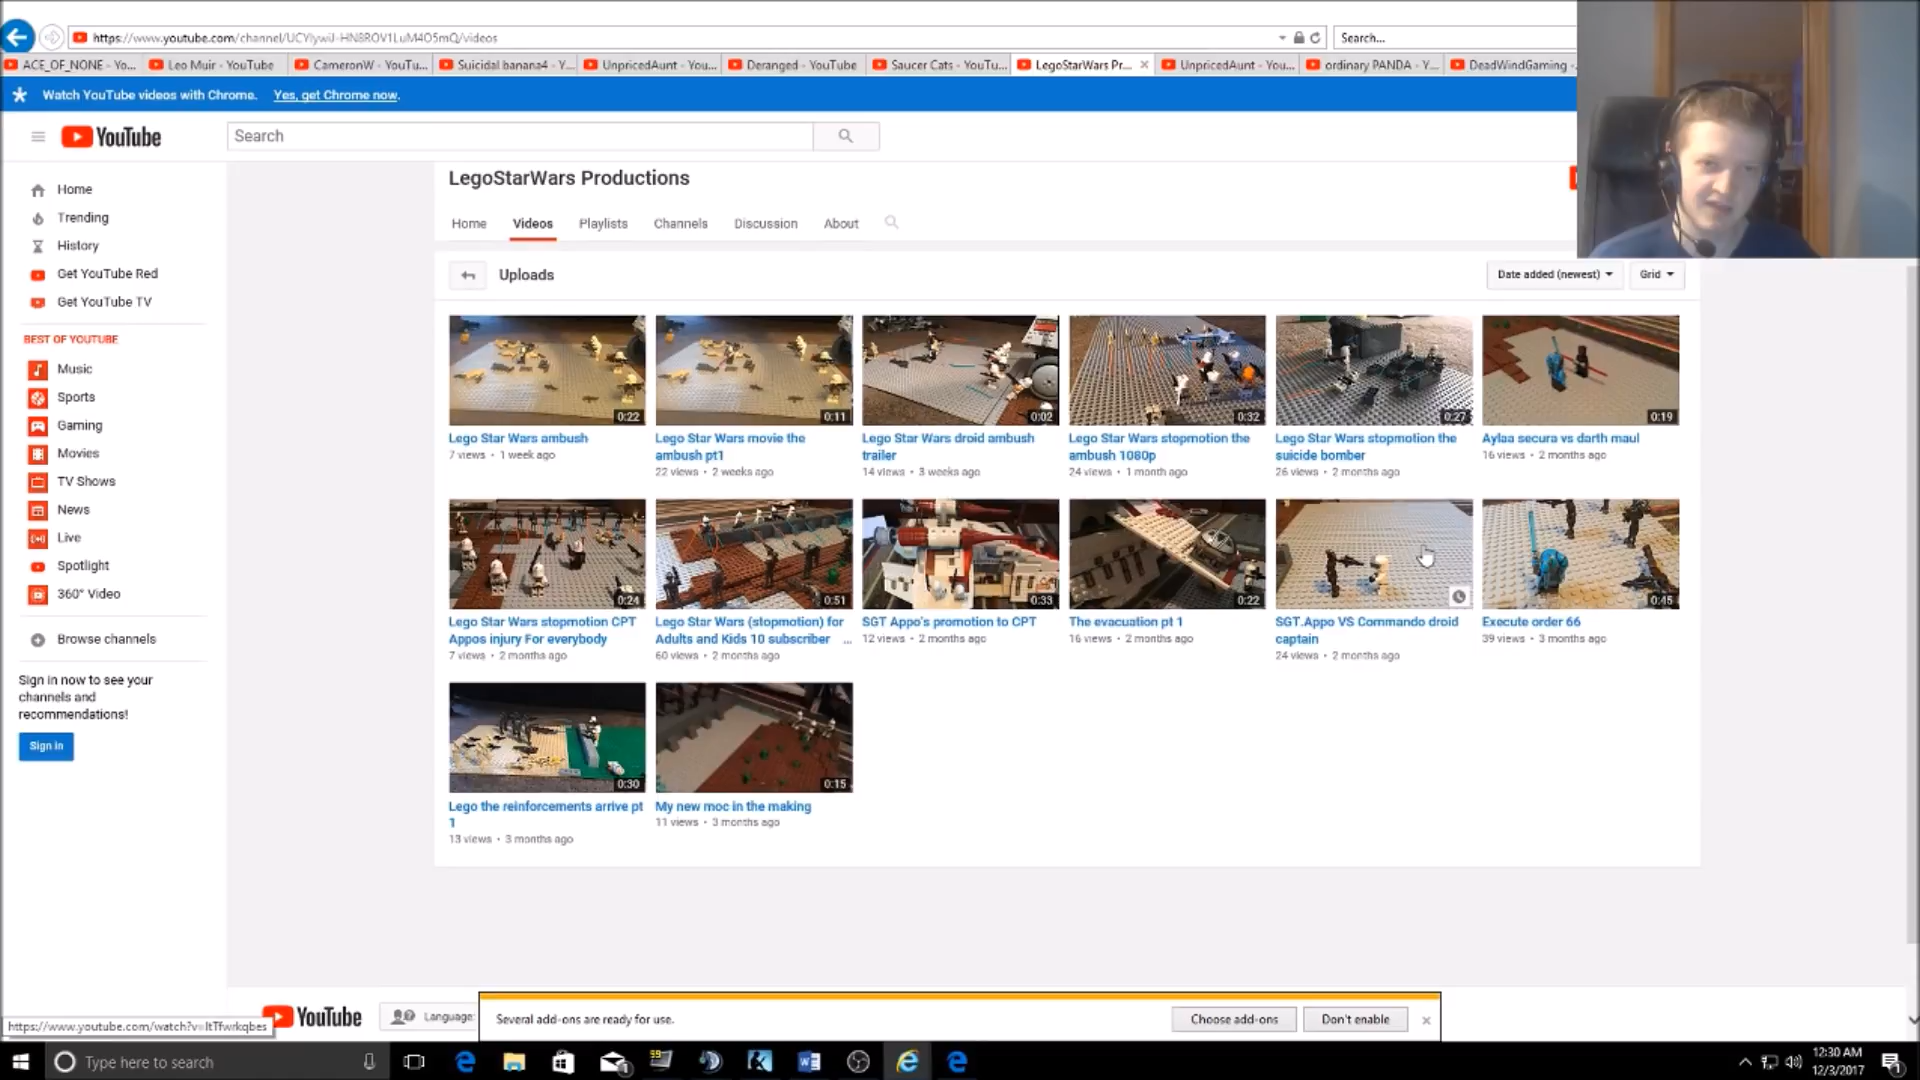 https://www.youtube.com/channel/UCYlywiJ-HN8ROV1LuM4O5mQ/videos
Search...
ACE_OF_NONE - Yo...
Leo Muir - YouTube
CameronW - YouTu...
Suicidal banana4 - Y...
UnpricedAunt - You...
Deranged - YouTube
Saucer Cats - YouTu...
LegoStarWars Pr...
UnpricedAunt - You...
ordinary PANDA - Y...
DeadWindGaming -
Watch YouTube videos with Chrome. Yes, get Chrome now.
YouTube
Search
Home
Trending
History
Get YouTube Red
Get YouTube TV
BEST OF YOUTUBE
Music
Sports
Gaming
Movies
TV Shows
News
Live
Spotlight
360° Video
Browse channels
Sign in now to see your
channels and
recommendations!
Sign in
LegoStarWars Productions
Home Videos Playlists Channels Discussion About
Uploads
Date added (newest)
Grid
0:22
Lego Star Wars ambush
7 views • 1 week ago
0:11
Lego Star Wars movie the
ambush pt1
22 views • 2 weeks ago
0:02
Lego Star Wars droid ambush
trailer
14 views • 3 weeks ago
0:32
Lego Star Wars stopmotion the
ambush 1080p
24 views • 1 month ago
0:27
Lego Star Wars stopmotion the
suicide bomber
26 views • 2 months ago
0:19
Aylaa secura vs darth maul
16 views • 2 months ago
0:24
Lego Star Wars stopmotion CPT
Appos injury For everybody
7 views • 2 months ago
0:51
Lego Star Wars (stopmotion) for
Adults and Kids 10 subscriber ...
60 views • 2 months ago
0:33
SGT Appo's promotion to CPT
12 views • 2 months ago
0:22
The evacuation pt 1
16 views • 2 months ago
SGT.Appo VS Commando droid
captain
24 views • 2 months ago
0:45
Execute order 66
39 views • 3 months ago
0:30
Lego the reinforcements arrive pt
1
13 views • 3 months ago
0:15
My new moc in the making
11 views • 3 months ago
YouTube
Language:
Several add-ons are ready for use.
Choose add-ons
Don't enable
Type here to search
12:30 AM
12/3/2017